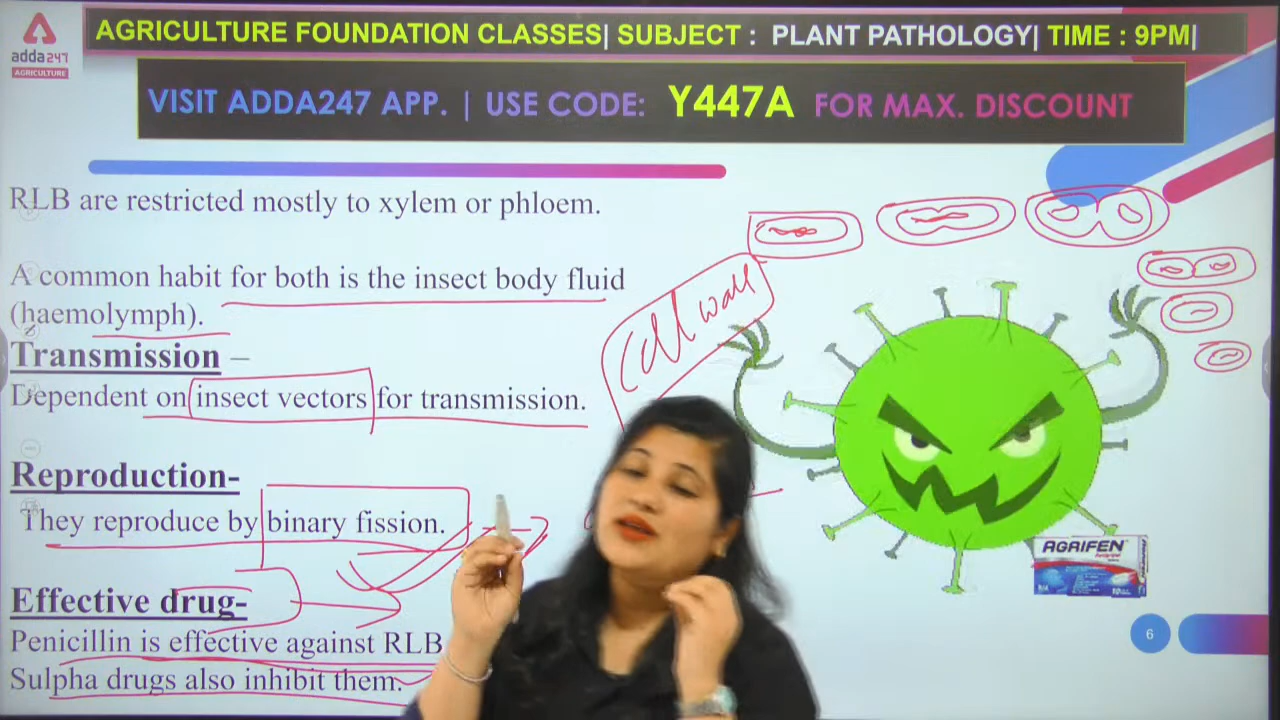 AGRICULTURE FOUNDATION CLASSES| SUBJECT : PLANT PATHOLOGY| TIME : 9PM|
adda247
AGRICULTURE
VISIT ADDA247 APP. | USE CODE: Y447A FOR MAX. DISCOUNT
RLB are restricted mostly to xylem or phloem.
A common habit for both is the insect body fluid
(haemolymph).
Transmission –
Dependent on insect vectors for transmission.
Reproduction-
They reproduce by binary fission.
Effective drug-
Penicillin is effective against RLB
Sulpha drugs also inhibit them.
Cell wall
AGRIFEN
6